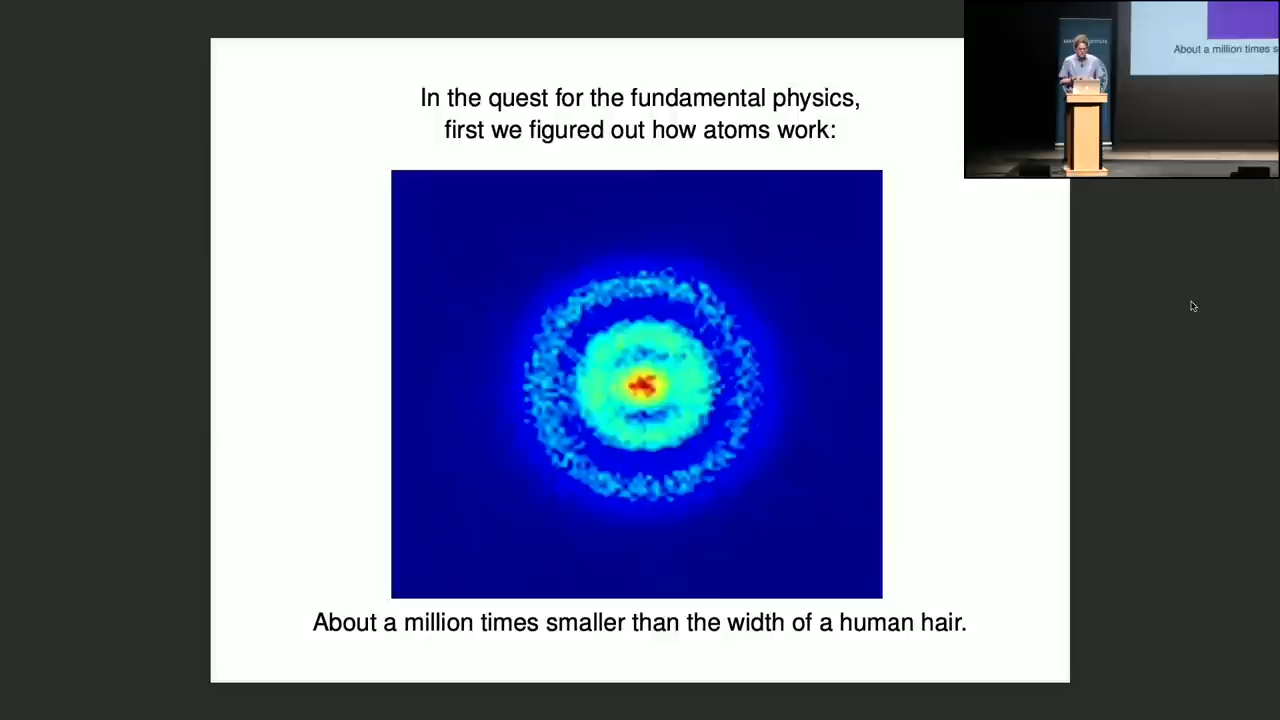 In the quest for the fundamental physics,
first we figured out how atoms work:
About a million times smaller than the width of a human hair.
About a million times s